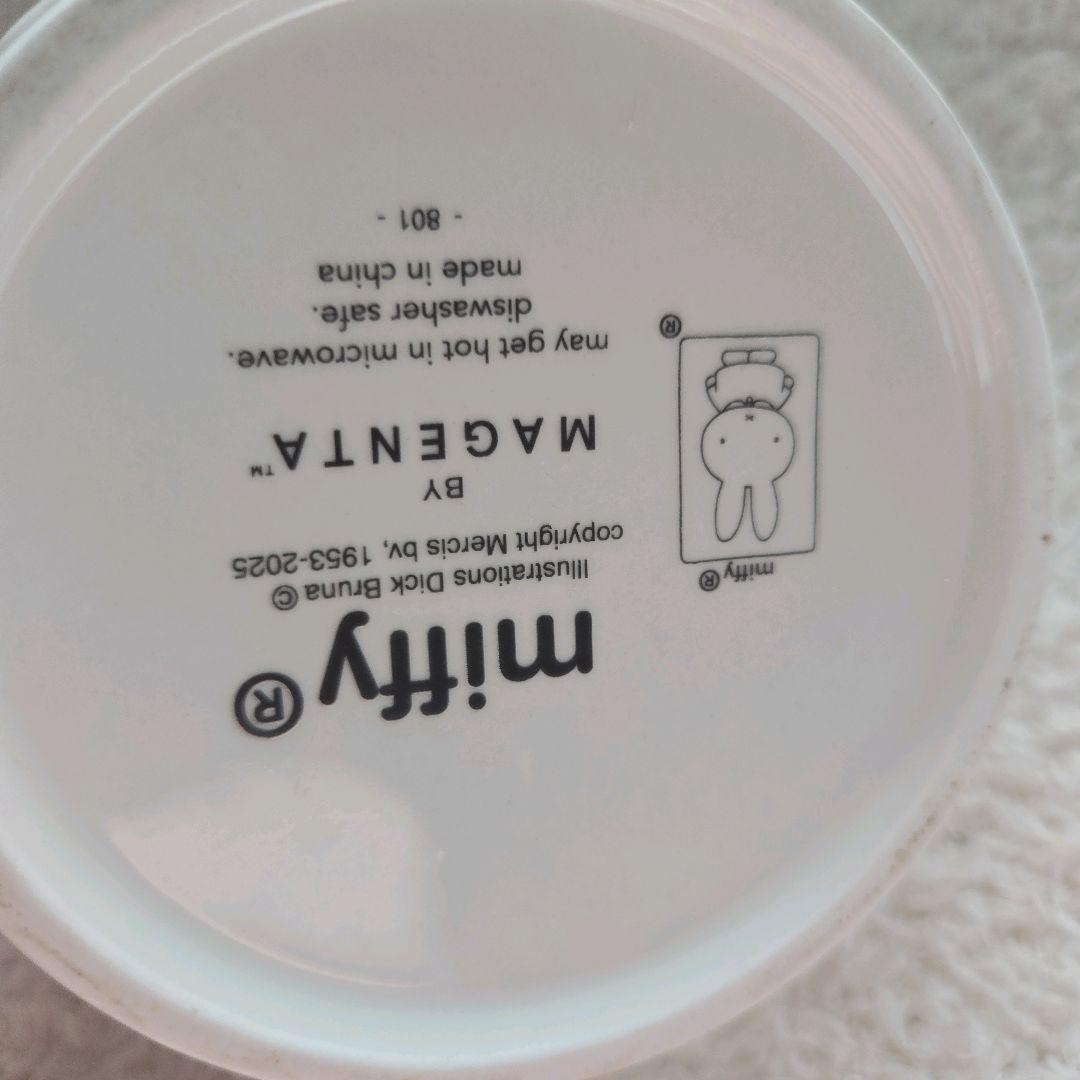 miffy®
Illustrations Dick Bruna ©
copyright Mercis bv, 1953-2025
BY
MAGENTA™
may get hot in microwave.
diswasher safe.
made in china
- 801 -
miffy®
®